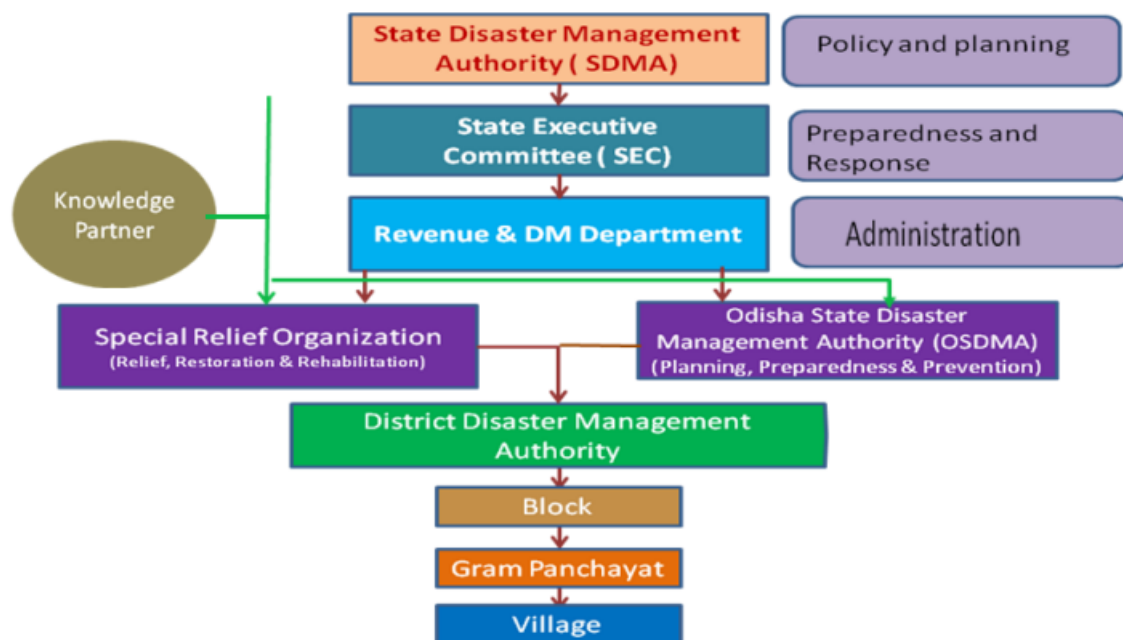 State Disaster Management
Authority ( SDMA)
Policy and planning
State Executive
Committee ( SEC)
Preparedness and
Response
Knowledge
Partner
Revenue & DM Department
Administration
Special Relief Organization
(Relief, Restoration & Rehabilitation)
Odisha State Disaster
Management Authority (OSDMA)
(Planning, Preparedness & Prevention)
District Disaster Management
Authority
Block
Gram Panchayat
Village